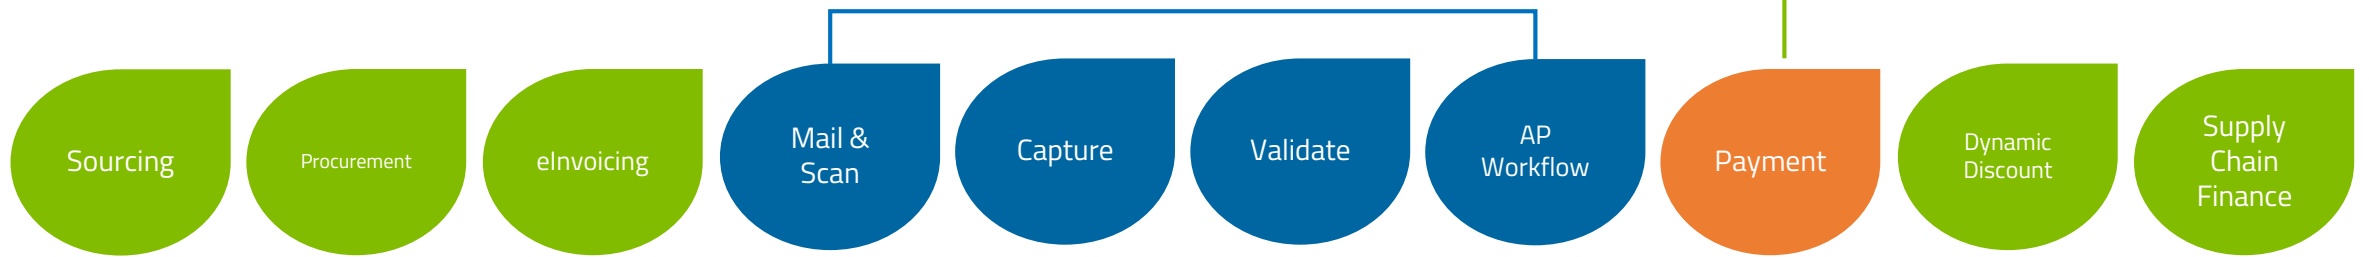 Sourcing
Procurement
eInvoicing
Mail &
Scan
Capture
Validate
AP
Workflow
Payment
Dynamic
Discount
Supply
Chain
Finance